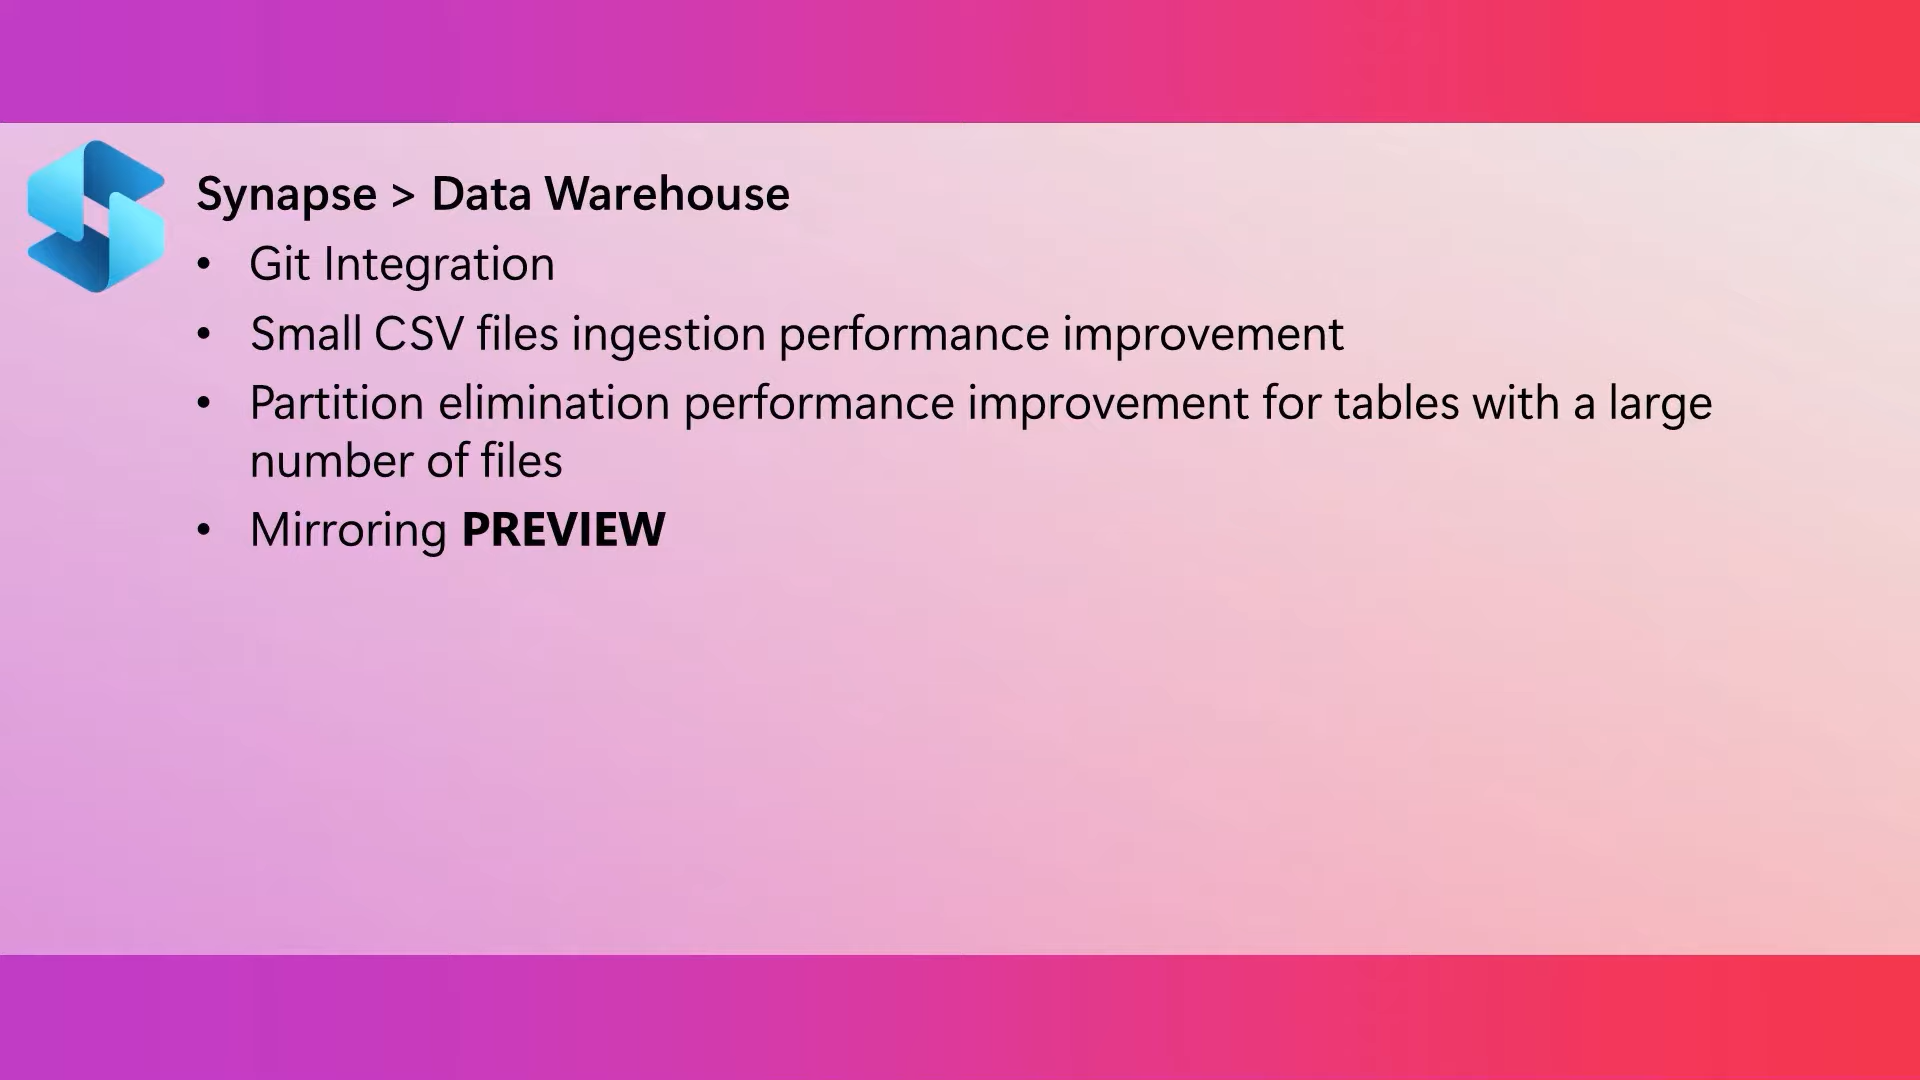 Synapse > Data Warehouse
• Git Integration
• Small CSV files ingestion performance improvement
• Partition elimination performance improvement for tables with a large
number of files
• Mirroring PREVIEW